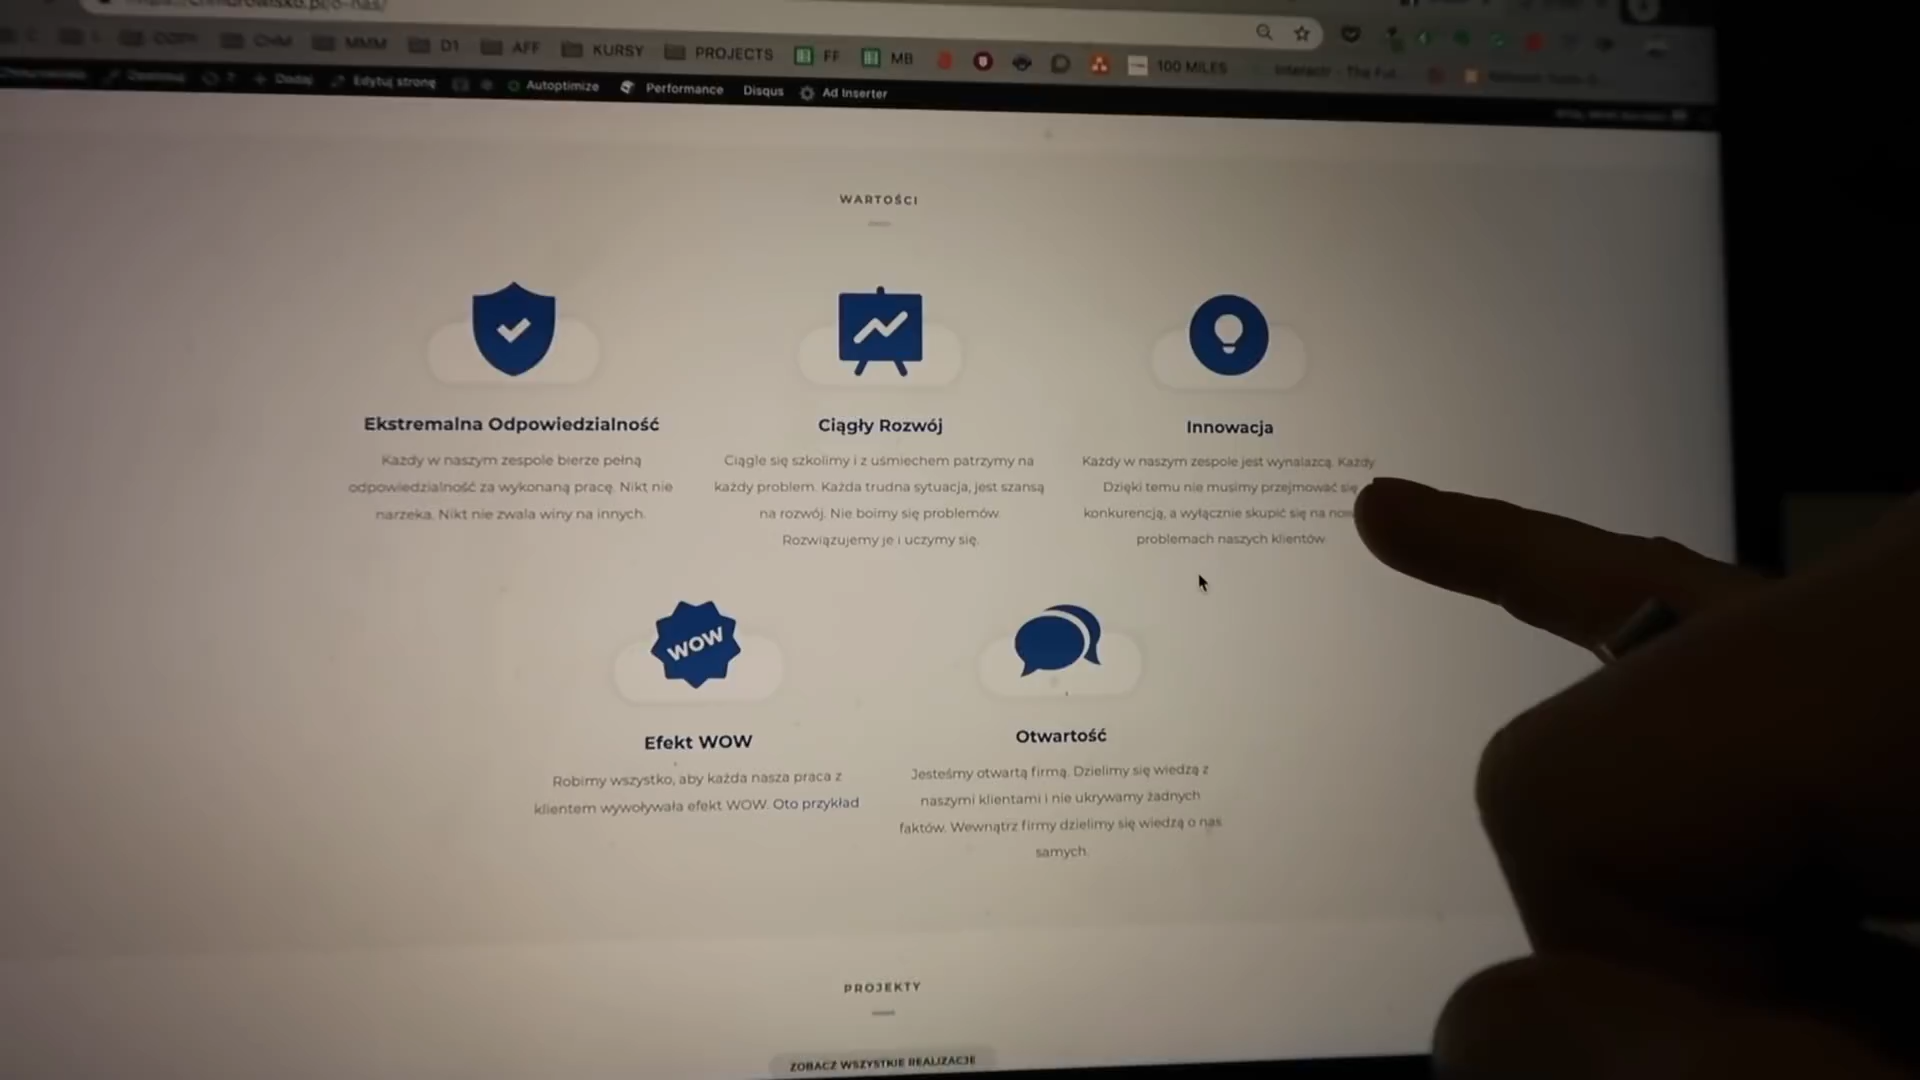 KURSY PROJECTS FF MB 100 MILES
MMM D1 AFF
Dodaj Edytuj stronę Autoptimize Performance Disqus Ad Inserter
WARTOŚCI
Ekstremalna Odpowiedzialność
Każdy w naszym zespole bierze pełną
odpowiedzialność za wykonaną pracę. Nikt nie
narzeka. Nikt nie zwala winy na innych.
Ciągły Rozwój
Ciągle się szkolimy i z uśmiechem patrzymy na
każdy problem. Każda trudna sytuacja, jest szansą
na rozwój. Nie boimy się problemów.
Rozwiązujemy je i uczymy się.
Innowacja
Każdy w naszym zespole jest wynalazcą. Każdy
Dzięki temu nie musimy przejmować się
konkurencją, a wyłącznie skupić się na
problemach naszych klientów.
WOW
Efekt WOW
Robimy wszystko, aby każda nasza praca z
klientem wywoływała efekt WOW. Oto przykład
Otwartość
Jesteśmy otwartą firmą. Dzielimy się wiedzą z
naszymi klientami i nie ukrywamy żadnych
faktów. Wewnątrz firmy dzielimy się wiedzą o nas
samych.
PROJEKTY
ZOBACZ WSZYSTKIE REALIZACJE